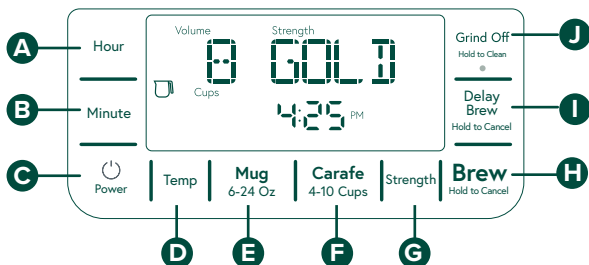 A
Hour
B
Minute
C
Power
Volume
Strength
8 GOLD
Cups
4:25 PM
J
Grind Off
Hold to Clean
I
Delay
Brew
Hold to Cancel
H
Brew
Hold to Cancel
Temp
Mug
6-24 Oz
Carafe
4-10 Cups
Strength
D
E
F
G